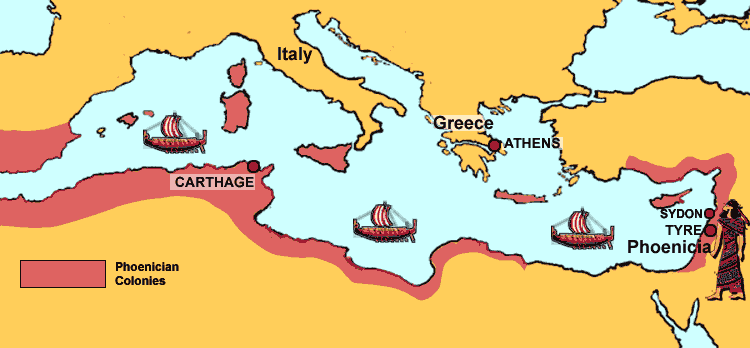 Italy
Greece
ATHENS
CARTHAGE
SYDON
TYRE
Phoenicia
Phoenician
Colonies